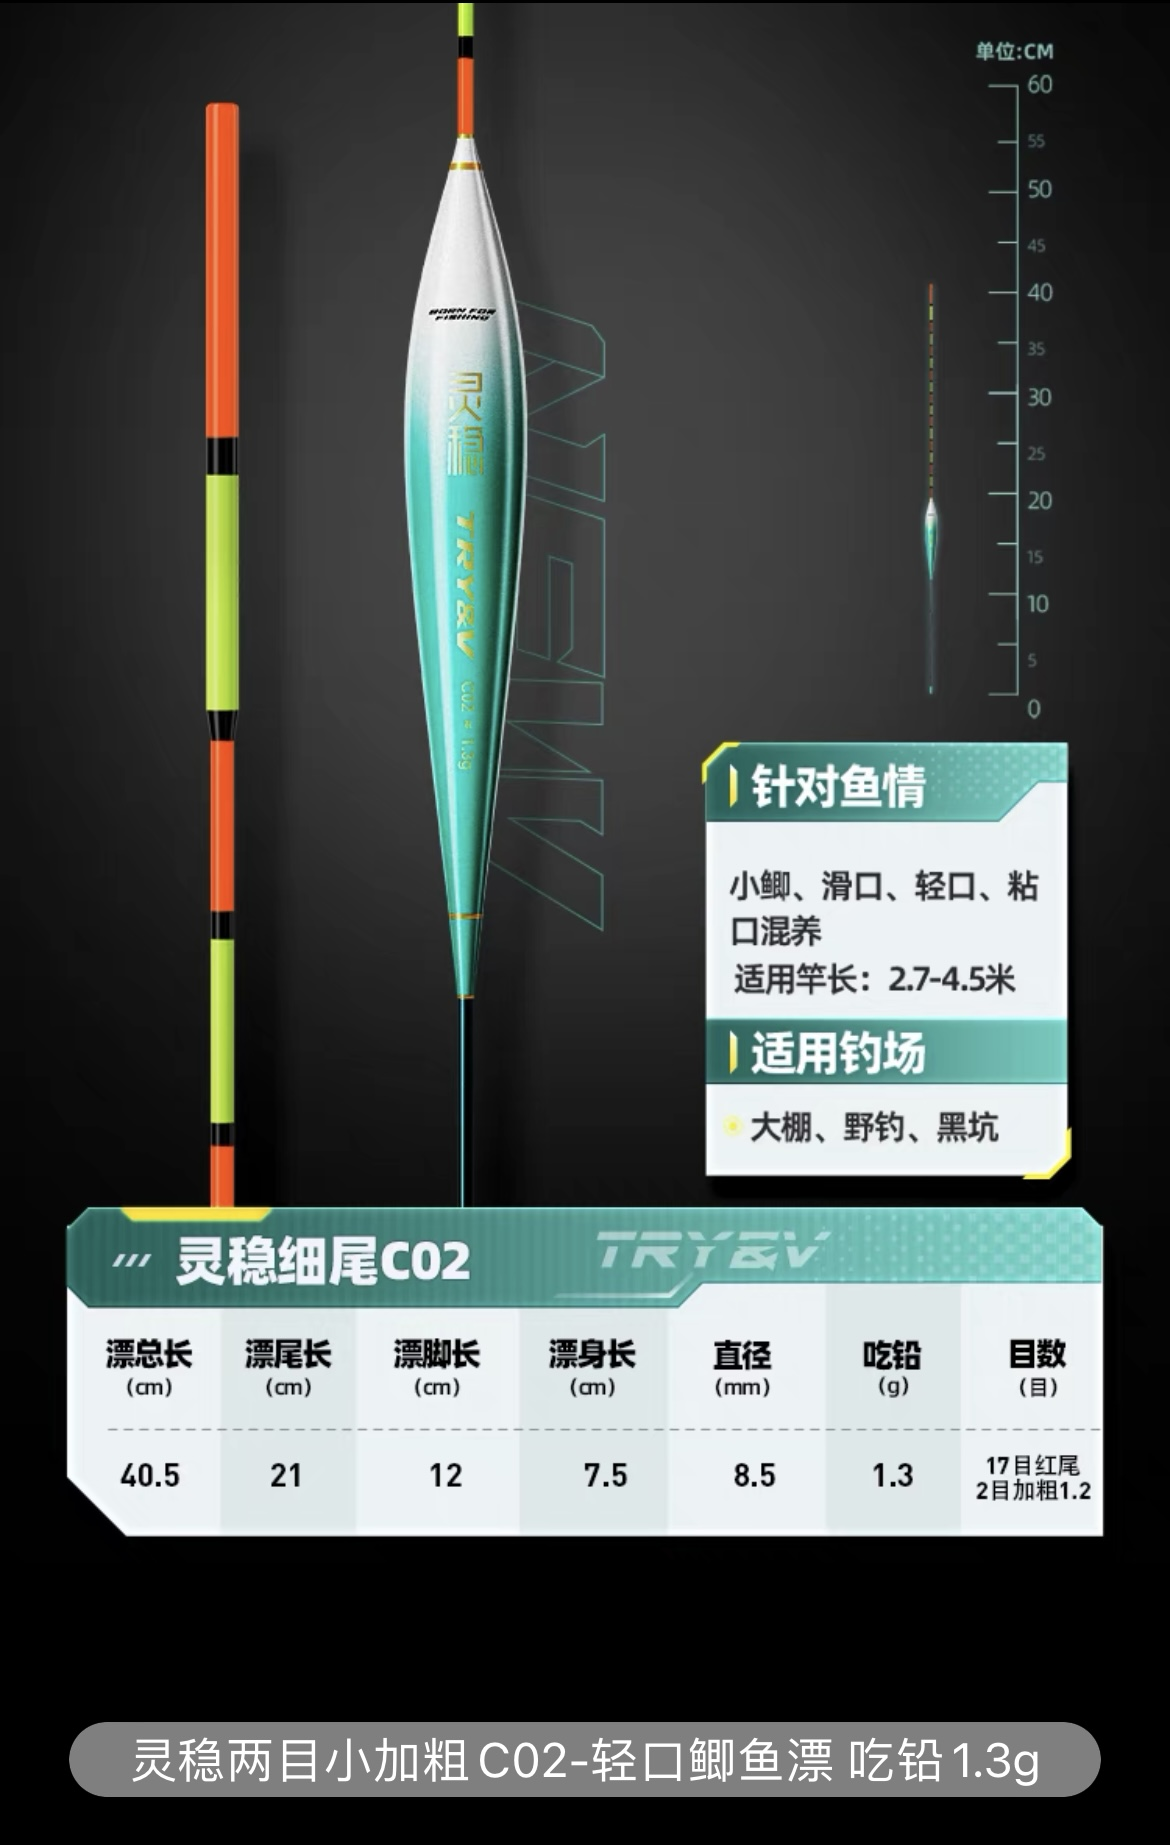 单位:CM
60
55
50
45
40
35
30
25
20
15
10
5
0
BORN FOR
FISHING
灵稳
TRY&V
C02 # 1.3g
NEW
针对鱼情
小鲫、滑口、轻口、粘
口混养
适用竿长：2.7-4.5米
适用钓场
大棚、野钓、黑坑
灵稳细尾C02
TRY&V
漂总长 漂尾长 漂脚长 漂身长 直径 吃铅 目数
(cm) (cm) (cm) (cm) (mm) (g) (目)
40.5 21 12 7.5 8.5 1.3 17目红尾
2目加粗1.2
灵稳两目小加粗C02-轻口鲫鱼漂 吃铅1.3g